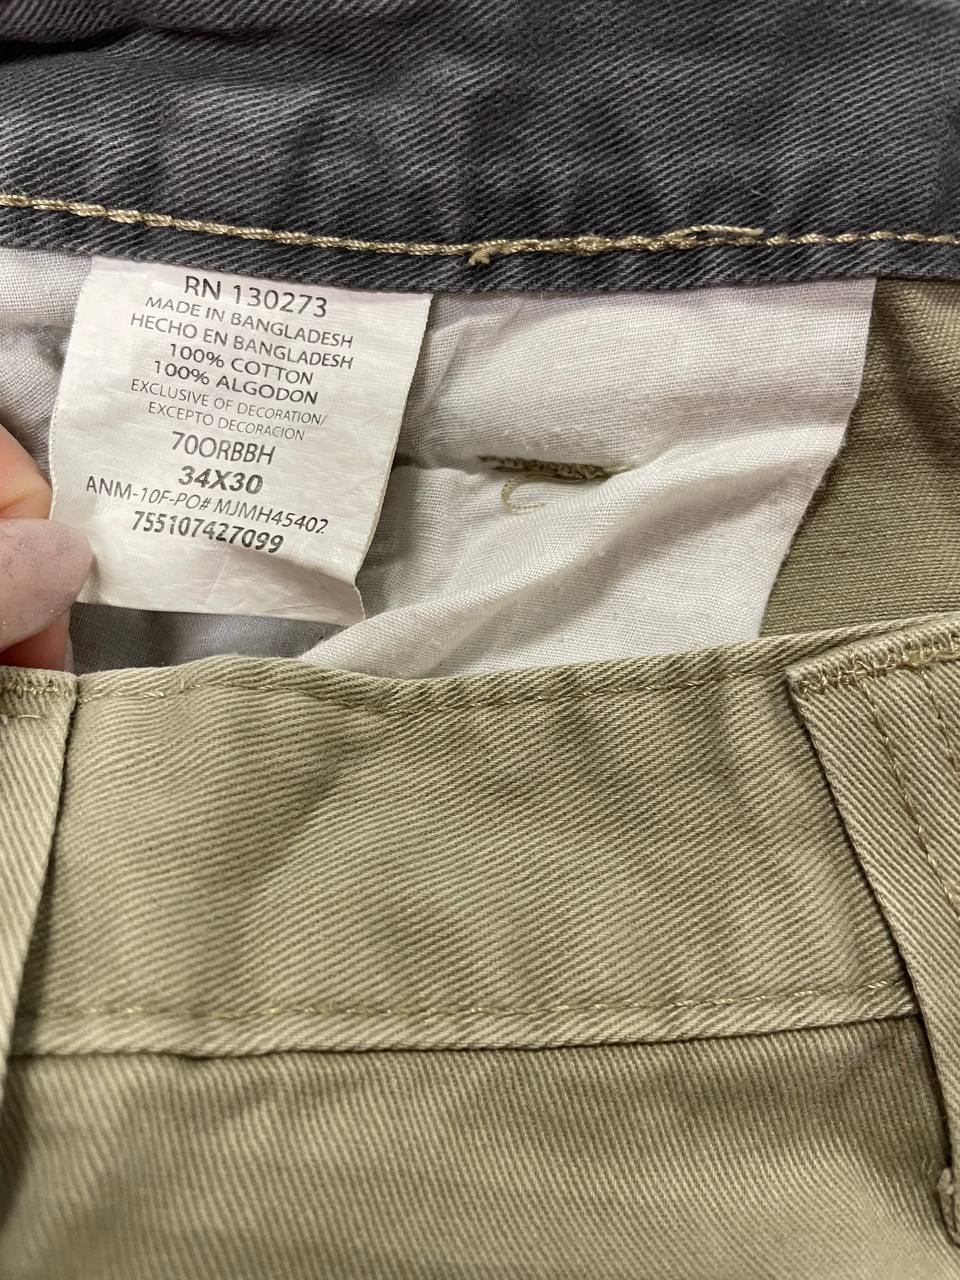 RN 130273
MADE IN BANGLADESH
HECHO EN BANGLADESH
100% COTTON
100% ALGODON
EXCLUSIVE OF DECORATION/
EXCEPTO DECORACION
70ORBBH
34X30
ANM-10F-PO# MJMH45402
755107427099